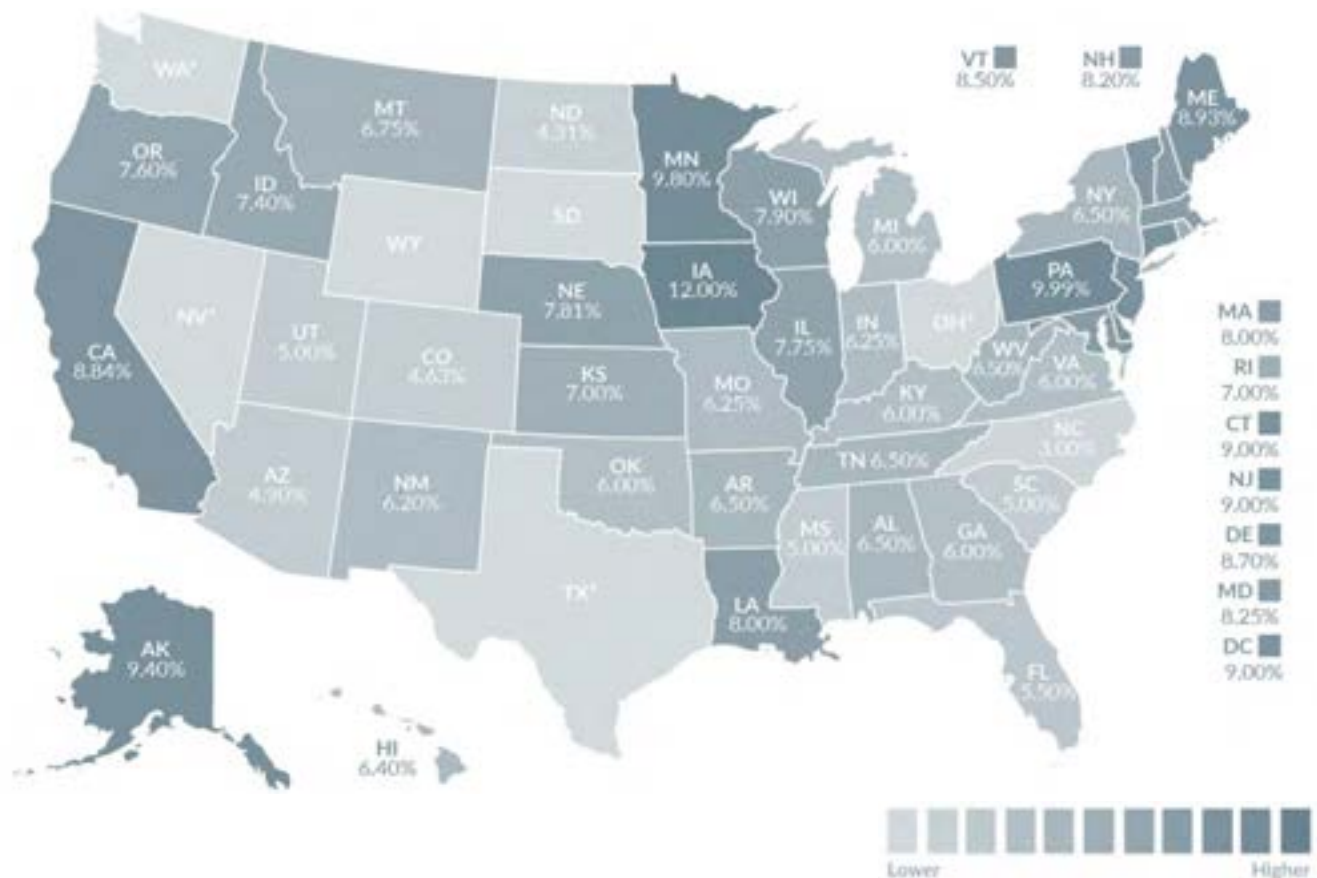 VT
8.50%
NH
8.20%
WA*
MT
6.75%
ND
4.31%
ME
8.93%
OR
7.60%
ID
7.40%
MN
9.80%
WI
7.90%
NY
6.50%
SD
MI
6.00%
WY
IA
12.00%
PA
9.99%
NE
7.81%
NV*
UT
5.00%
CO
4.63%
IL
7.75%
IN
6.25%
OH*
MA
8.00%
CA
8.84%
WV
6.50%
VA
6.00%
RI
7.00%
KS
7.00%
MO
6.25%
KY
6.00%
CT
9.00%
NC
3.00%
TN 6.50%
AZ
4.90%
NM
6.20%
OK
6.00%
AR
6.50%
SC
5.00%
NJ
9.00%
MS
5.00%
AL
6.50%
GA
6.00%
DE
8.70%
TX*
LA
8.00%
MD
8.25%
AK
9.40%
DC
9.00%
FL
5.50%
HI
6.40%
Lower
Higher